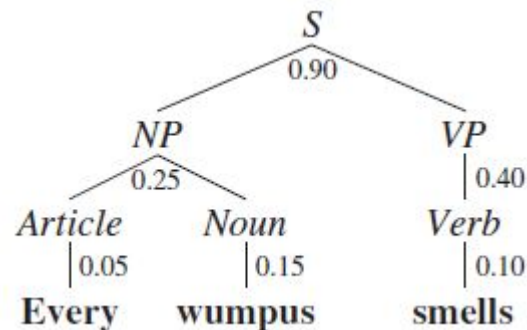 S
0.90
NP VP
0.25 0.40
Article Noun Verb
0.05 0.15 0.10
Every wumpus smells